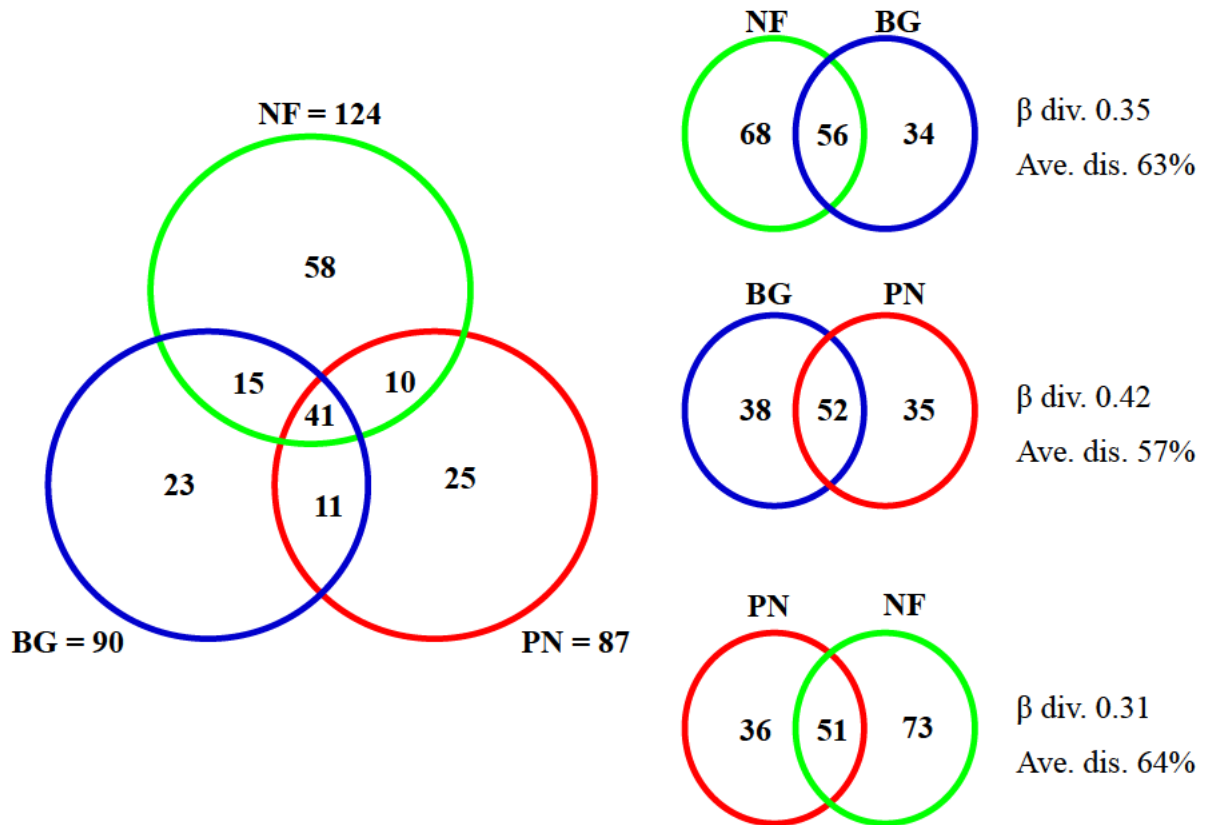 NF = 124
58
15
10
41
23
11
25
BG = 90
PN = 87
NF BG
68 56 34
β div. 0.35
Ave. dis. 63%
BG PN
38 52 35
β div. 0.42
Ave. dis. 57%
PN NF
36 51 73
β div. 0.31
Ave. dis. 64%